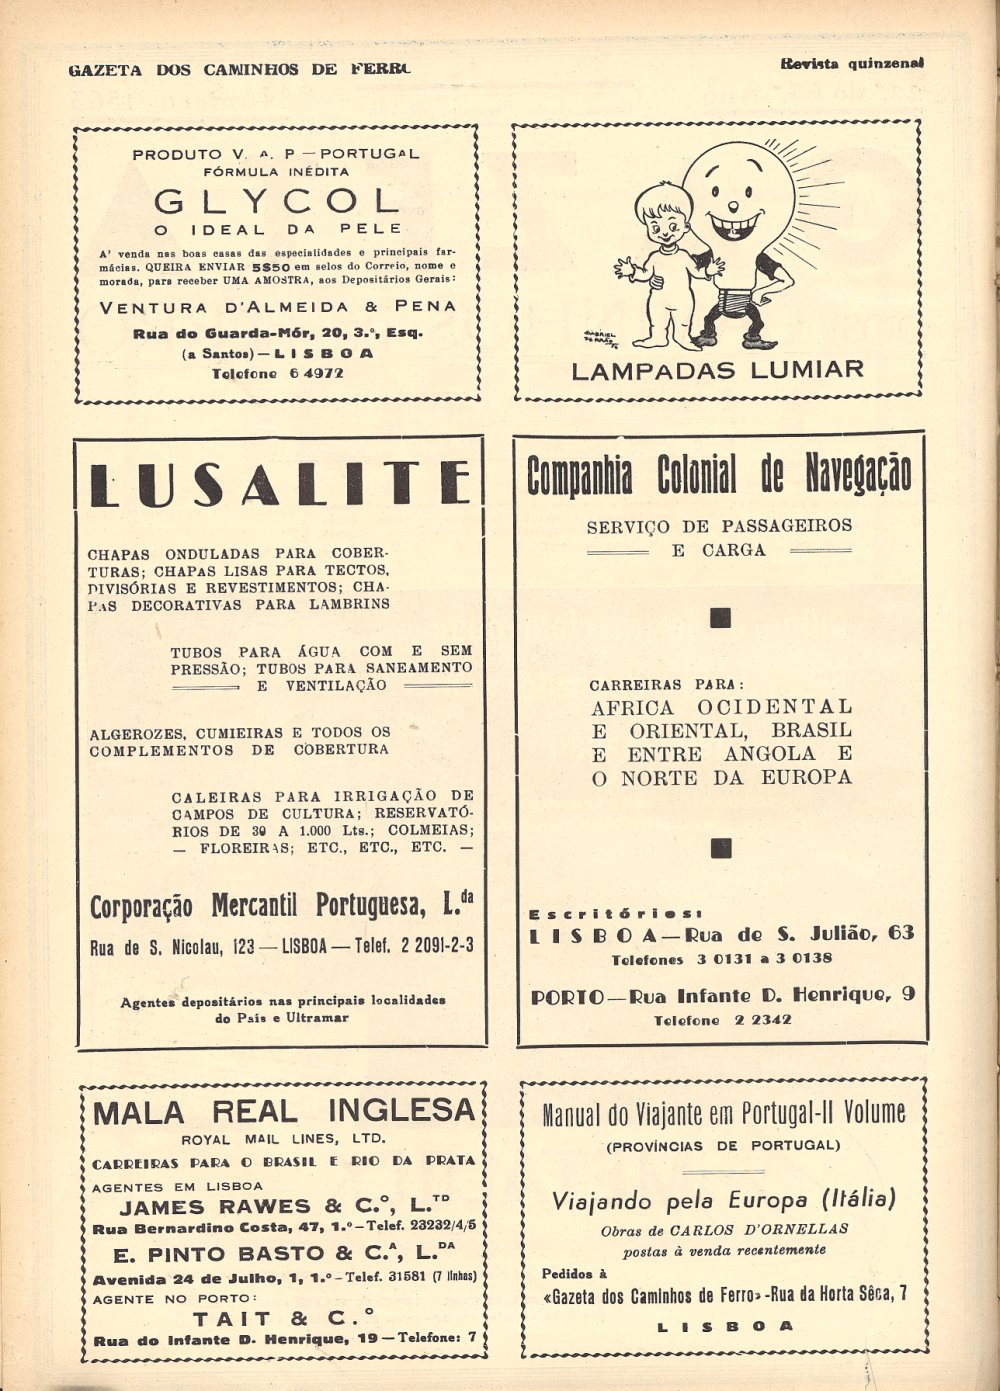 GAZETA DOS CAMINHOS DE FERRO
Revista quinzenal
PRODUTO V. A. P — PORTUGAL
FÓRMULA INÉDITA
GLYCOL
O IDEAL DA PELE
A' venda nas boas casas das especialidades e principais far-
mácias. QUEIRA ENVIAR 5$50 em selos do Correio, nome e
morada, para receber UMA AMOSTRA, aos Depositários Gerais:
VENTURA D'ALMEIDA & PENA
Rua do Guarda-Mór, 20, 3.º, Esq.
(a Santos) — LISBOA
Telefone 6 4972
GABRIEL
FERRÃO
LAMPADAS LUMIAR
LUSALITE
CHAPAS ONDULADAS PARA COBER-
TURAS; CHAPAS LISAS PARA TECTOS,
DIVISÓRIAS E REVESTIMENTOS; CHA-
PAS DECORATIVAS PARA LAMBRINS
TUBOS PARA ÁGUA COM E SEM
PRESSÃO; TUBOS PARA SANEAMENTO
E VENTILAÇÃO
ALGEROZES, CUMIEIRAS E TODOS OS
COMPLEMENTOS DE COBERTURA
CALEIRAS PARA IRRIGAÇÃO DE
CAMPOS DE CULTURA; RESERVATÓ-
RIOS DE 30 A 1.000 Lts.; COLMEIAS;
— FLOREIRAS; ETC., ETC., ETC. —
Corporação Mercantil Portuguesa, L.da
Rua de S. Nicolau, 123 — LISBOA — Telef. 2 2091-2-3
Agentes depositários nas principais localidades
do País e Ultramar
Companhia Colonial de Navegação
SERVIÇO DE PASSAGEIROS
E CARGA
CARREIRAS PARA:
AFRICA OCIDENTAL
E ORIENTAL, BRASIL
E ENTRE ANGOLA E
O NORTE DA EUROPA
Escritórios:
LISBOA — Rua de S. Julião, 63
Telefones 3 0131 a 3 0138
PORTO — Rua Infante D. Henrique, 9
Telefone 2 2342
MALA REAL INGLESA
ROYAL MAIL LINES, LTD.
CARREIRAS PARA O BRASIL E RIO DA PRATA
AGENTES EM LISBOA
JAMES RAWES & C.º, L.TD
Rua Bernardino Costa, 47, 1.º – Telef. 23232/4/5
E. PINTO BASTO & C.A, L.DA
Avenida 24 de Julho, 1, 1.º – Telef. 31581 (7 linhas)
AGENTE NO PORTO:
TAIT & C.º
Rua do Infante D. Henrique, 19 — Telefone: 7
Manual do Viajante em Portugal-II Volume
(PROVÍNCIAS DE PORTUGAL)
Viajando pela Europa (Itália)
Obras de CARLOS D'ORNELLAS
postas à venda recentemente
Pedidos à
«Gazeta dos Caminhos de Ferro» - Rua da Horta Sêca, 7
LISBOA